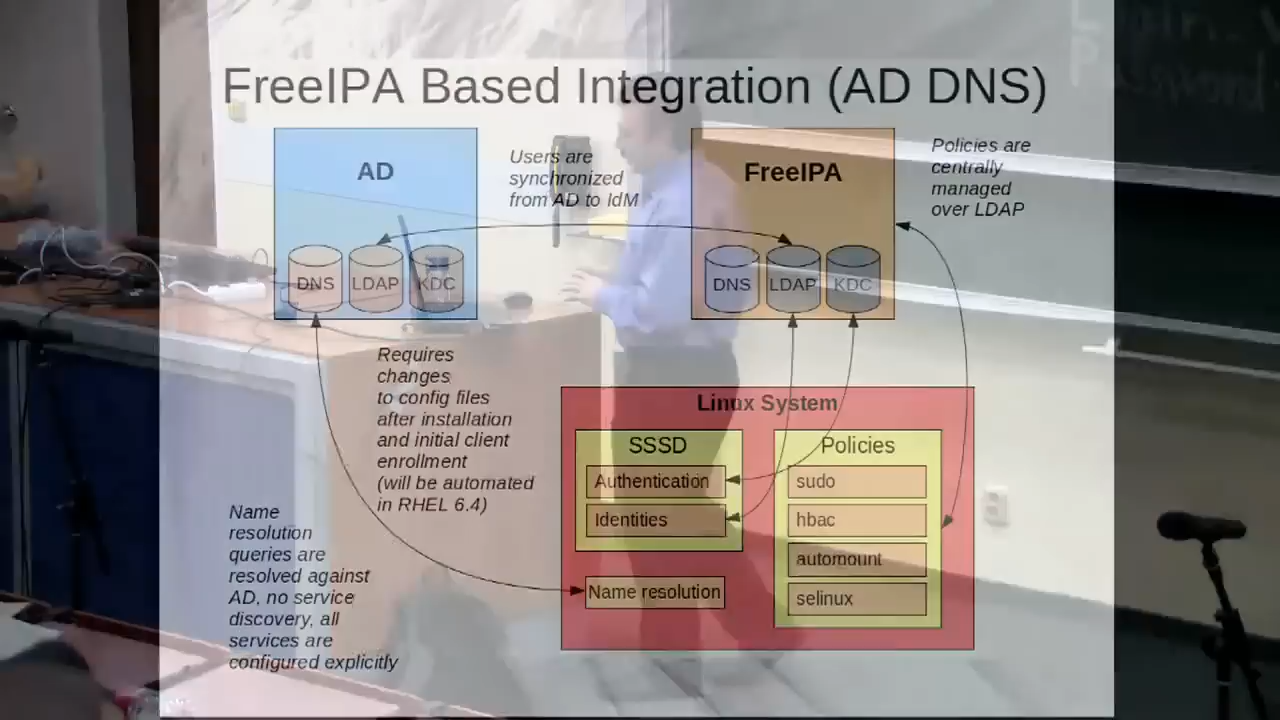 FreeIPA Based Integration (AD DNS)
AD
DNS
LDAP
KDC
Users are
synchronized
from AD to IdM
FreeIPA
DNS
LDAP
KDC
Policies are
centrally
managed
over LDAP
Requires
changes
to config files
after installation
and initial client
enrollment
(will be automated
in RHEL 6.4)
Name
resolution
queries are
resolved against
AD, no service
discovery, all
services are
configured explicitly
Linux System
SSSD
Authentication
Identities
Name resolution
Policies
sudo
hbac
automount
selinux